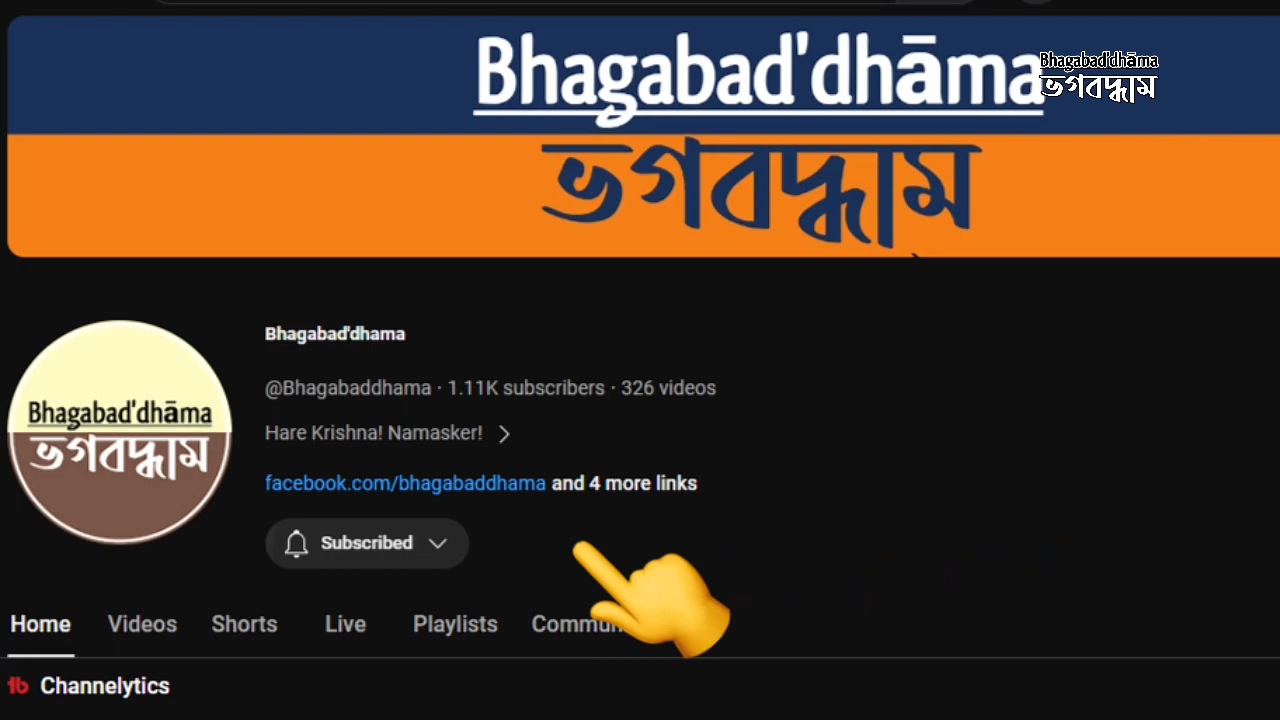 Bhagabad'dhāma
ভগবদ্ধাম
Bhagabad'dhāma
ভগবদ্ধাম
Bhagabad'dhama
@Bhagabaddhama · 1.11K subscribers · 326 videos
Hare Krishna! Namasker!
facebook.com/bhagabaddhama and 4 more links
Bhagabad'dhāma
ভগবদ্ধাম
Subscribed
Home Videos Shorts Live Playlists
Channelytics